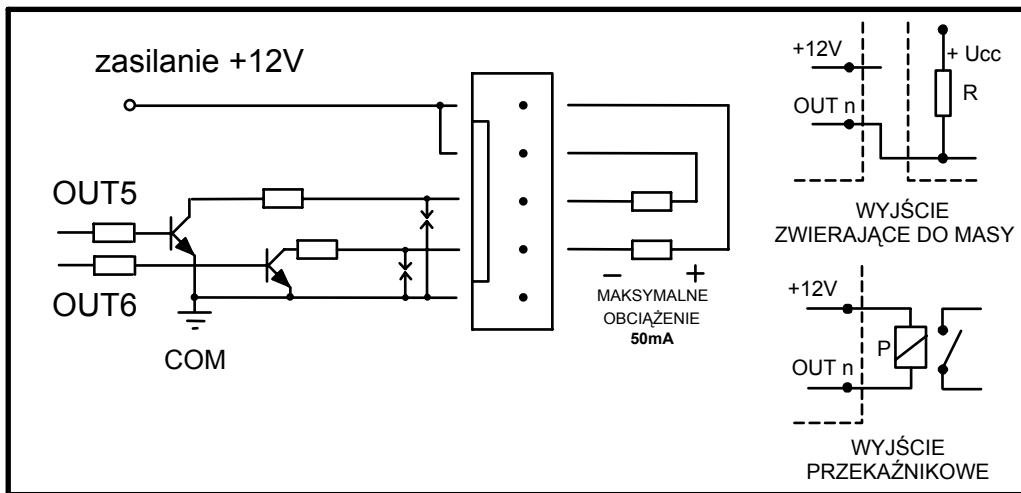 zasilanie +12V
OUT5
OUT6
COM
– +
MAKSYMALNE
OBCIĄŻENIE
50mA
+12V
+ Ucc
R
OUT n
WYJŚCIE
ZWIERAJĄCE DO MASY
+12V
P
OUT n
WYJŚCIE
PRZEKAŹNIKOWE